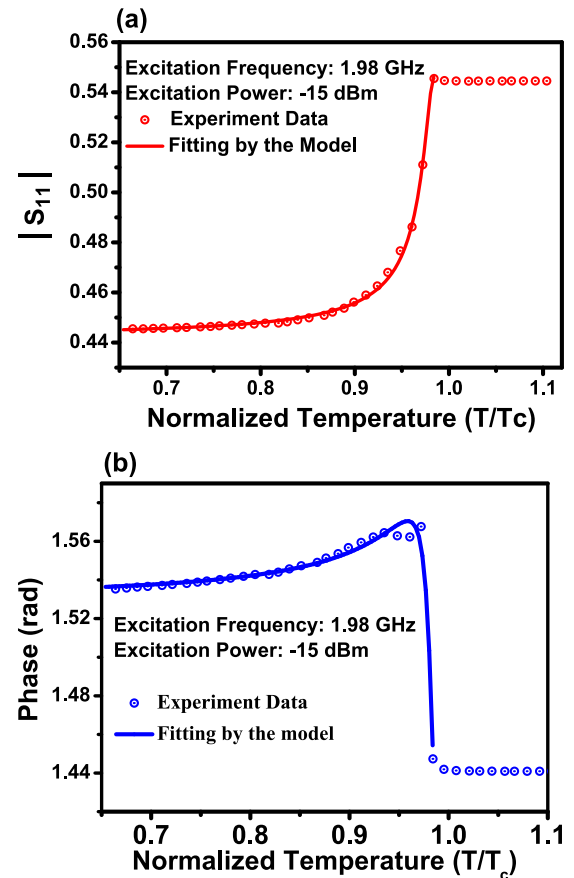 (a)
0.56
0.54
0.52
0.50
0.48
0.46
0.44
| S11 |
Excitation Frequency: 1.98 GHz
Excitation Power: -15 dBm
Experiment Data
Fitting by the Model
0.7 0.8 0.9 1.0 1.1
Normalized Temperature (T/Tc)
(b)
1.56
1.52
1.48
1.44
Phase (rad)
Excitation Frequency: 1.98 GHz
Excitation Power: -15 dBm
Experiment Data
Fitting by the model
0.7 0.8 0.9 1.0 1.1
Normalized Temperature (T/Tc)